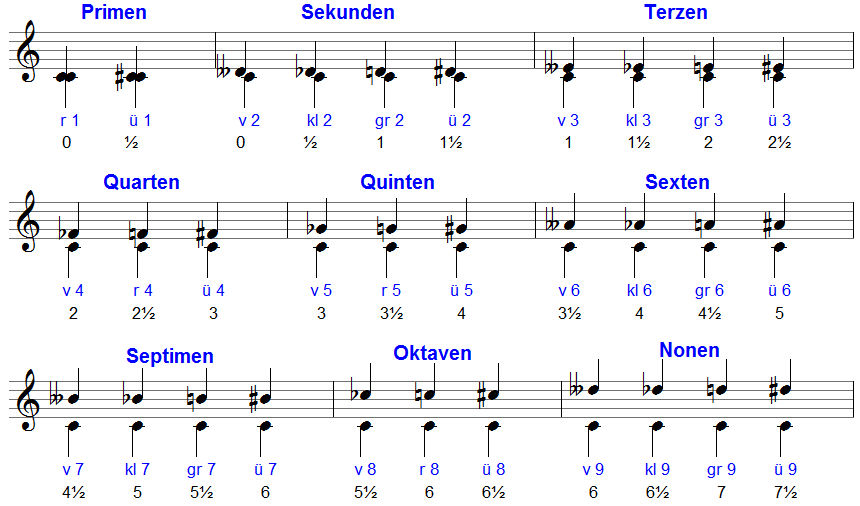 Primen Sekunden Terzen
r 1 ü 1 v 2 kl 2 gr 2 ü 2 v 3 kl 3 gr 3 ü 3
0 ½ 0 ½ 1 1½ 1 1½ 2 2½
Quarten Quinten Sexten
v 4 r 4 ü 4 v 5 r 5 ü 5 v 6 kl 6 gr 6 ü 6
2 2½ 3 3 3½ 4 3½ 4 4½ 5
Septimen Oktaven Nonen
v 7 kl 7 gr 7 ü 7 v 8 r 8 ü 8 v 9 kl 9 gr 9 ü 9
4½ 5 5½ 6 5½ 6 6½ 6 6½ 7 7½